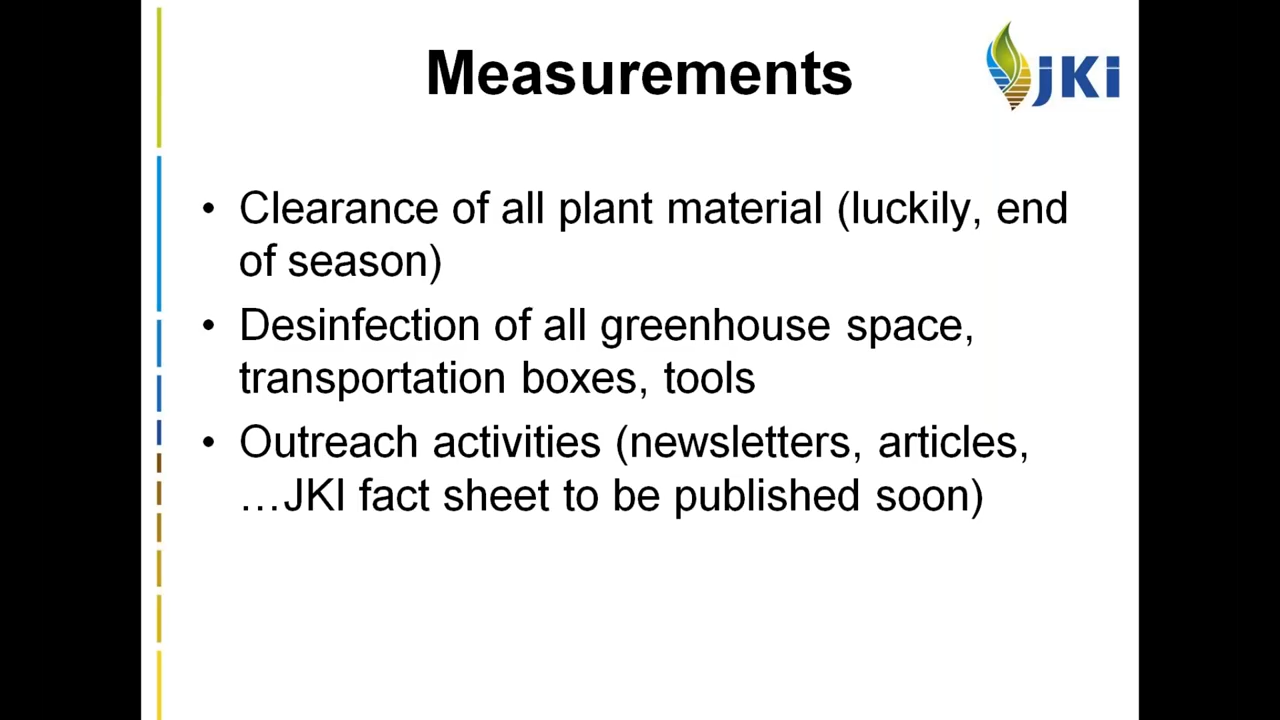 Measurements
jKi
• Clearance of all plant material (luckily, end
of season)
• Desinfection of all greenhouse space,
transportation boxes, tools
• Outreach activities (newsletters, articles,
…JKI fact sheet to be published soon)